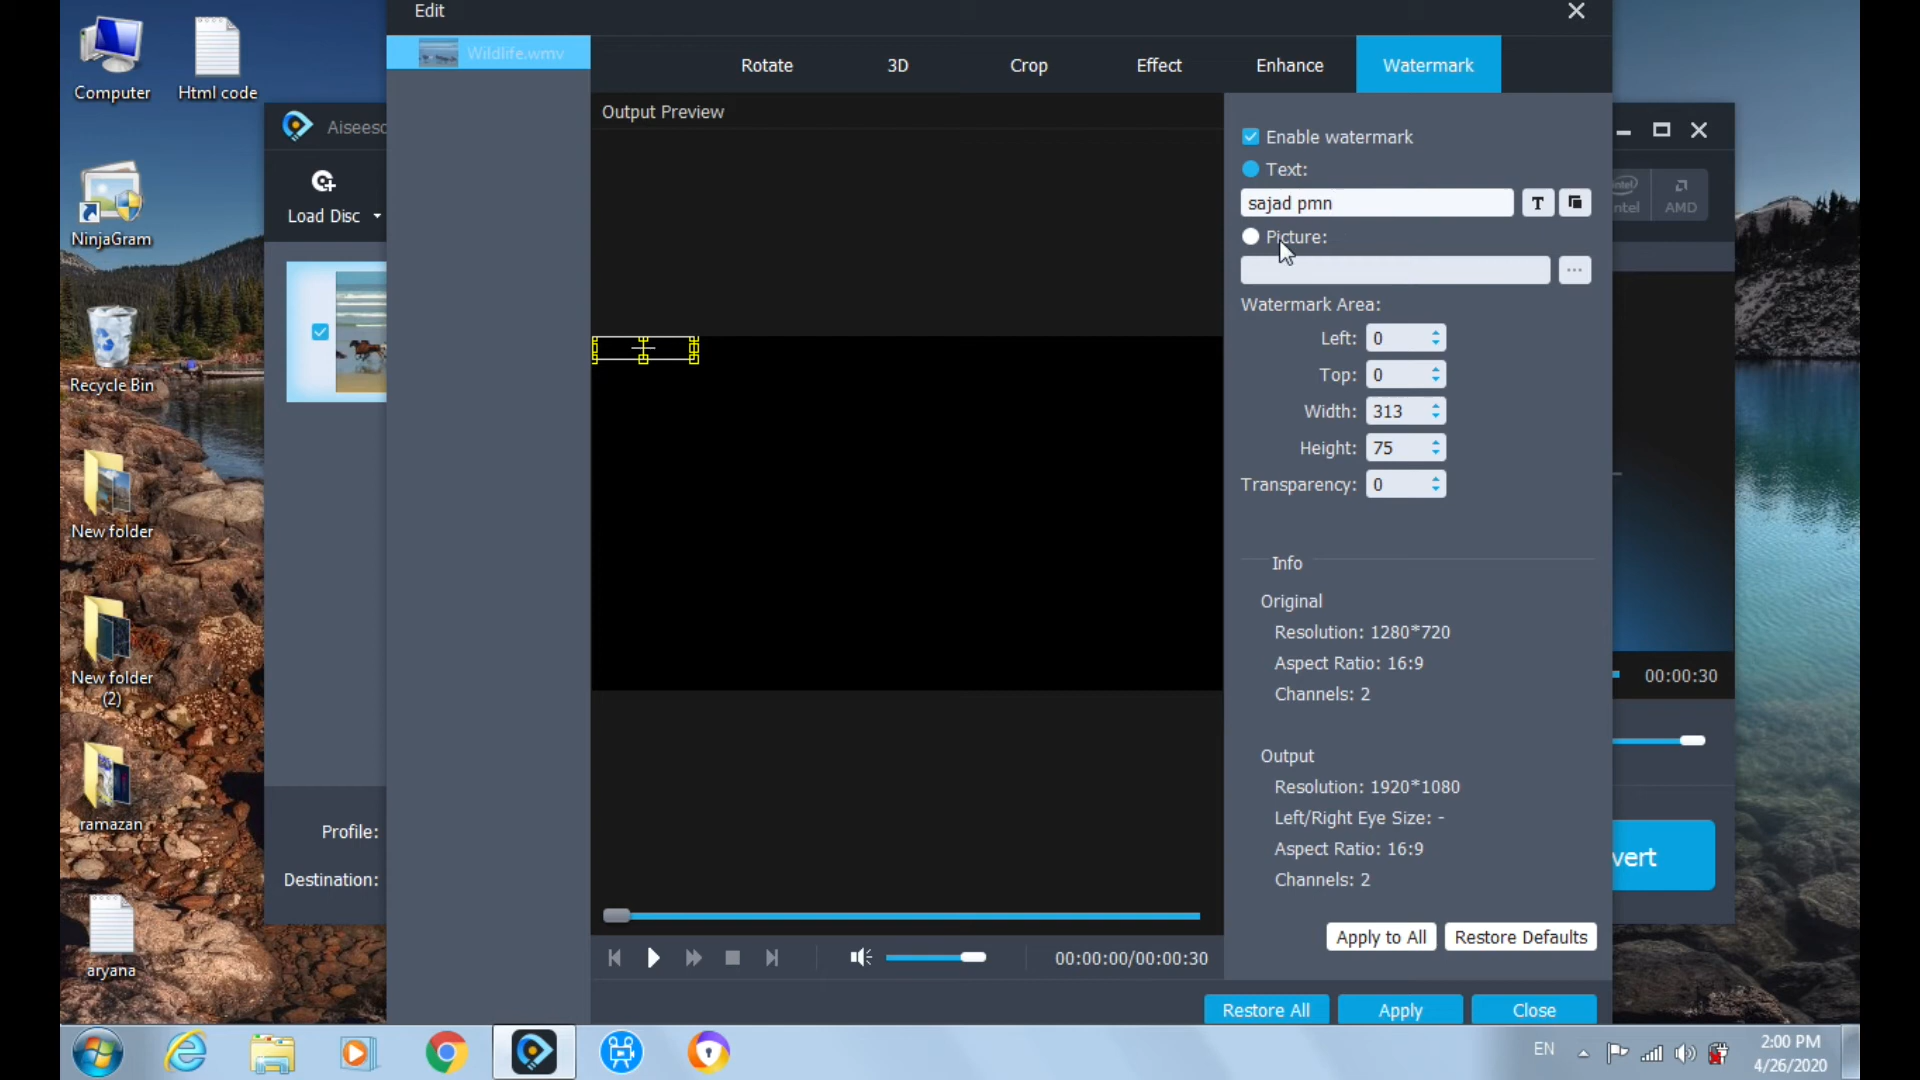 Edit
Computer
Html code
Wildlife.wmv
Rotate
3D
Crop
Effect
Enhance
Watermark
Output Preview
Aiseeso
Enable watermark
Text:
sajad pmn
T
Picture:
...
Load Disc
NinjaGram
AMD
Watermark Area:
Left: 0
Top: 0
Width: 313
Height: 75
Transparency: 0
Recycle Bin
New folder
New folder
(2)
ramazan
aryana
Info
Original
Resolution: 1280*720
Aspect Ratio: 16:9
Channels: 2
Output
Resolution: 1920*1080
Left/Right Eye Size: -
Aspect Ratio: 16:9
Channels: 2
00:00:30
Profile:
Destination:
vert
Apply to All
Restore Defaults
00:00:00/00:00:30
Restore All
Apply
Close
EN
2:00 PM
4/26/2020